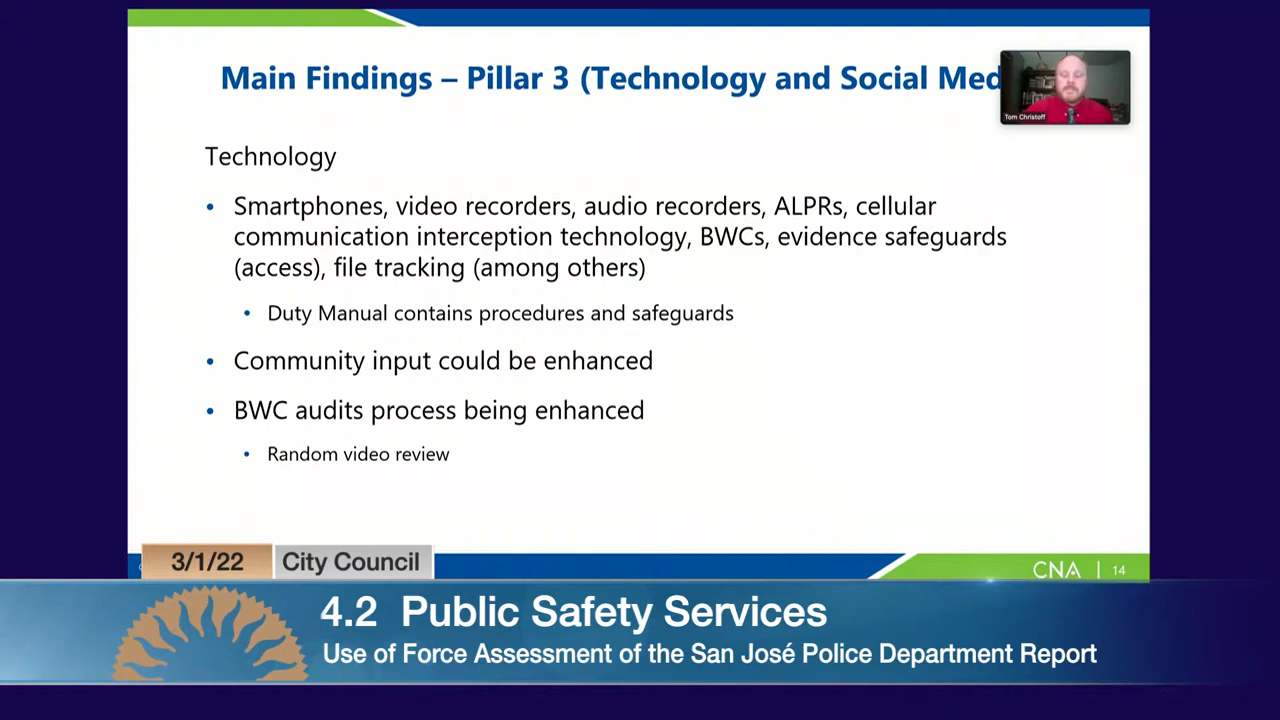 Main Findings – Pillar 3 (Technology and Social Med
Tom Christoff
Technology
• Smartphones, video recorders, audio recorders, ALPRs, cellular
communication interception technology, BWCs, evidence safeguards
(access), file tracking (among others)
• Duty Manual contains procedures and safeguards
• Community input could be enhanced
• BWC audits process being enhanced
• Random video review
3/1/22 City Council
CNA | 14
4.2 Public Safety Services
Use of Force Assessment of the San José Police Department Report